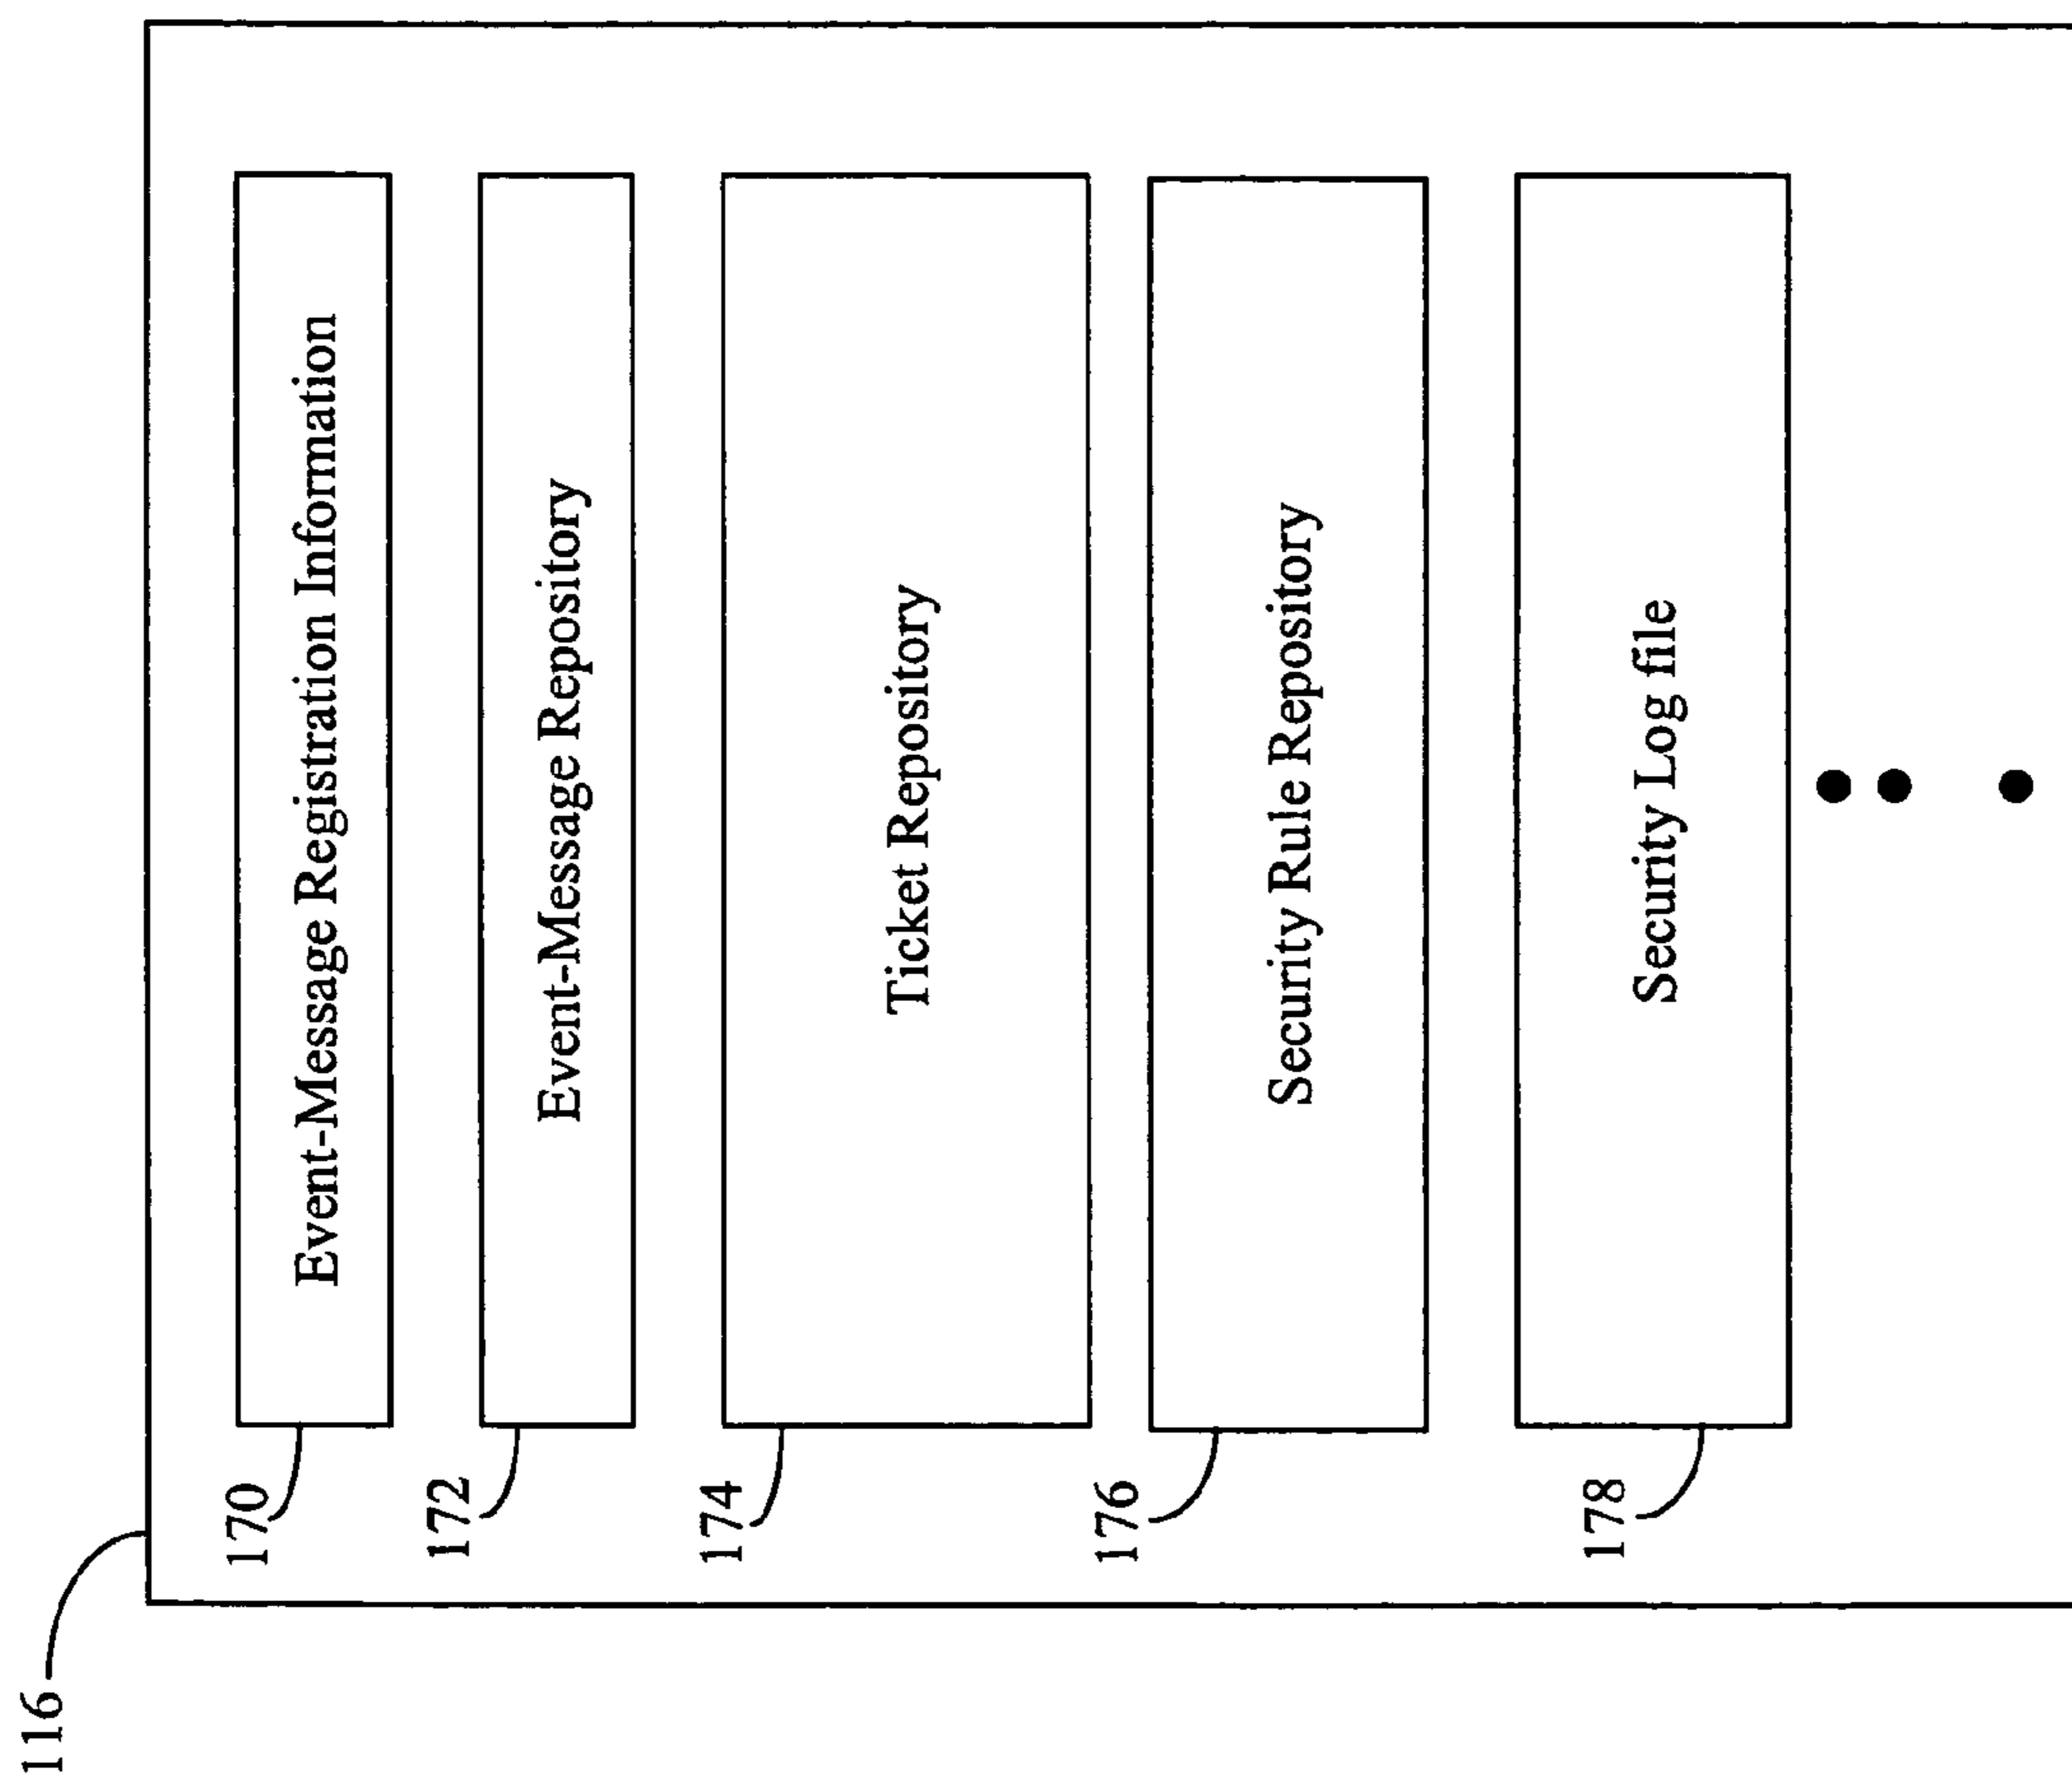 116
170
Event-Message Registration Information
172
Event-Message Repository
174
Ticket Repository
176
Security Rule Repository
178
Security Log file